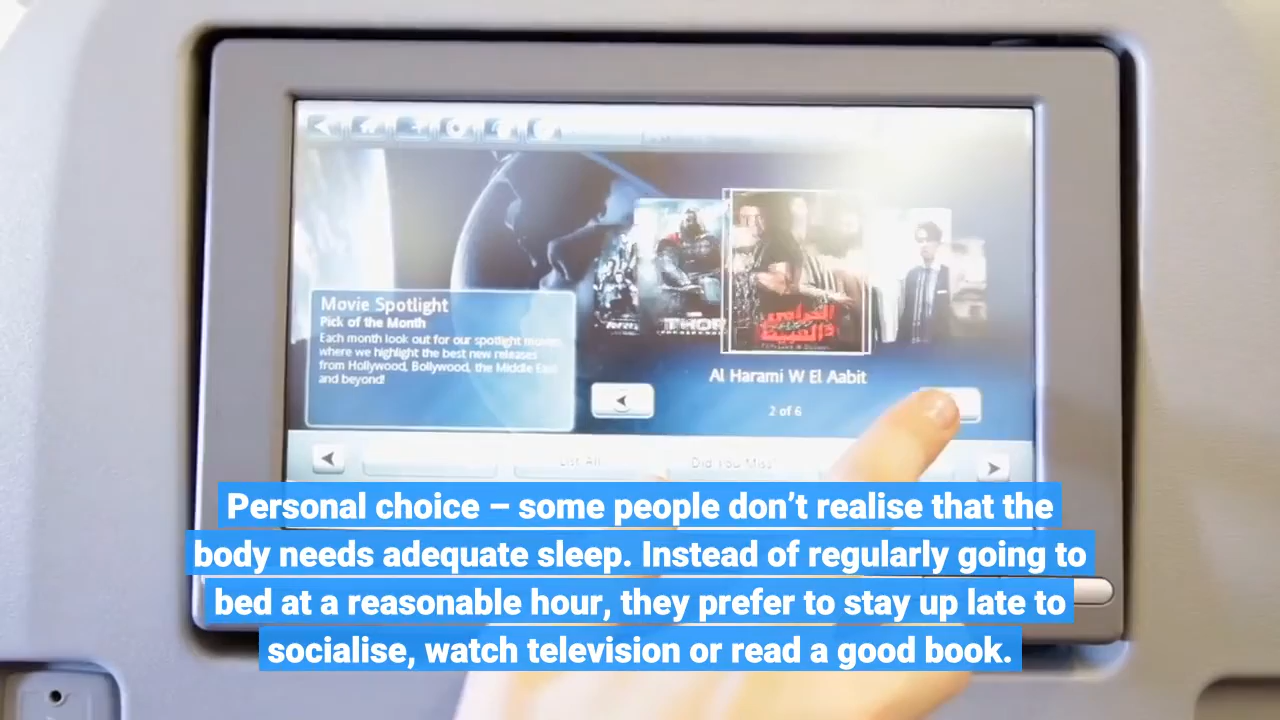 Movie Spotlight
Pick of the Month
Each month look out for our spotlight movies
where we highlight the best new releases
from Hollywood, Bollywood, the Middle East
and beyond!
THOR
الحرامي
والعبيط
Al Harami W El Aabit
2 of 6
List All
Did You Miss
Personal choice – some people don’t realise that the
body needs adequate sleep. Instead of regularly going to
bed at a reasonable hour, they prefer to stay up late to
socialise, watch television or read a good book.